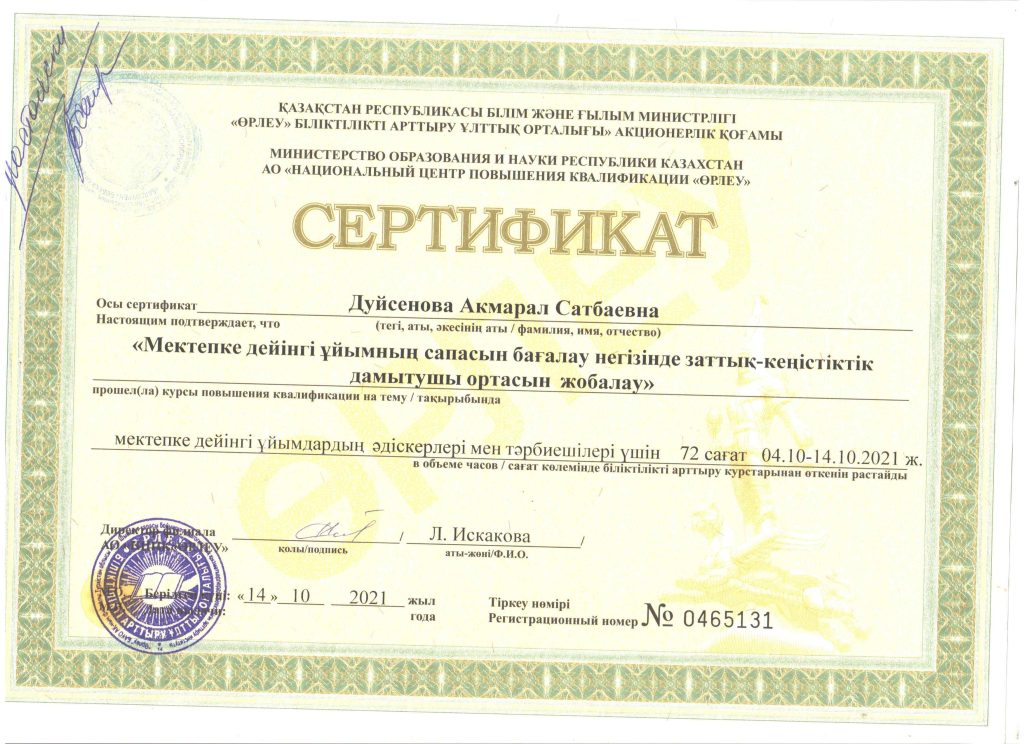 ҚАЗАҚСТАН РЕСПУБЛИКАСЫ БІЛІМ ЖӘНЕ ҒЫЛЫМ МИНИСТРЛІГІ
«ӨРЛЕУ» БІЛІКТІЛІКТІ АРТТЫРУ ҰЛТТЫҚ ОРТАЛЫҒЫ» АКЦИОНЕРЛІК ҚОҒАМЫ
МИНИСТЕРСТВО ОБРАЗОВАНИЯ И НАУКИ РЕСПУБЛИКИ КАЗАХСТАН
АО «НАЦИОНАЛЬНЫЙ ЦЕНТР ПОВЫШЕНИЯ КВАЛИФИКАЦИИ «ӨРЛЕУ»
СЕРТИФИКАТ
Осы сертификат Дуйсенова Акмарал Сатбаевна
Настоящим подтверждает, что (тегі, аты, әкесінің аты / фамилия, имя, отчество)
«Мектепке дейінгі ұйымның сапасын бағалау негізінде заттық-кеңістіктік
дамытушы ортасын жобалау»
прошел(ла) курсы повышения квалификации на тему / тақырыбында
мектепке дейінгі ұйымдардың әдіскерлері мен тәрбиешілері үшін 72 сағат 04.10-14.10.2021 ж.
в объеме часов / сағат көлемінде біліктілікті арттыру курстарынан өткенін растайды
Директор филиала
/ Л. Искакова /
қолы/подпись аты-жөні/Ф.И.О.
«14» 10 2021 жыл
года
Тіркеу нөмірі
Регистрационный номер № 0465131
өрлеу